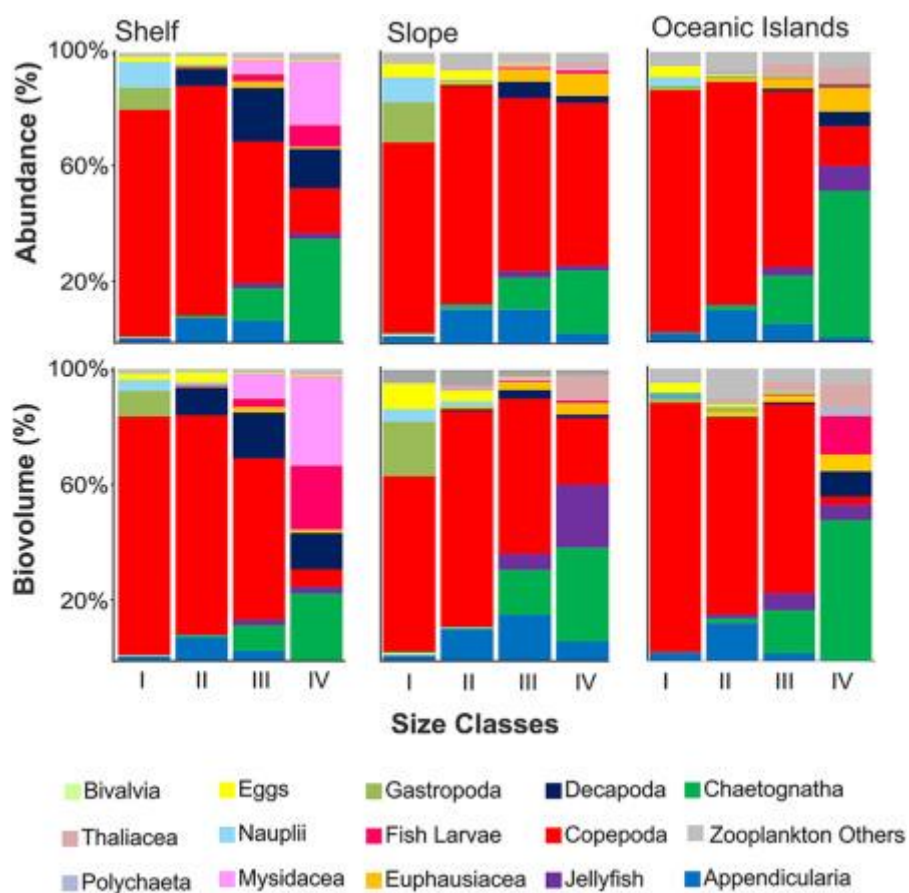 Shelf
Slope
Oceanic Islands
100%
60%
20%
Abundance (%)
100%
60%
20%
Biovolume (%)
I II III IV I II III IV I II III IV
Size Classes
Bivalvia Eggs Gastropoda Decapoda Chaetognatha
Thaliacea Nauplii Fish Larvae Copepoda Zooplankton Others
Polychaeta Mysidacea Euphausiacea Jellyfish Appendicularia